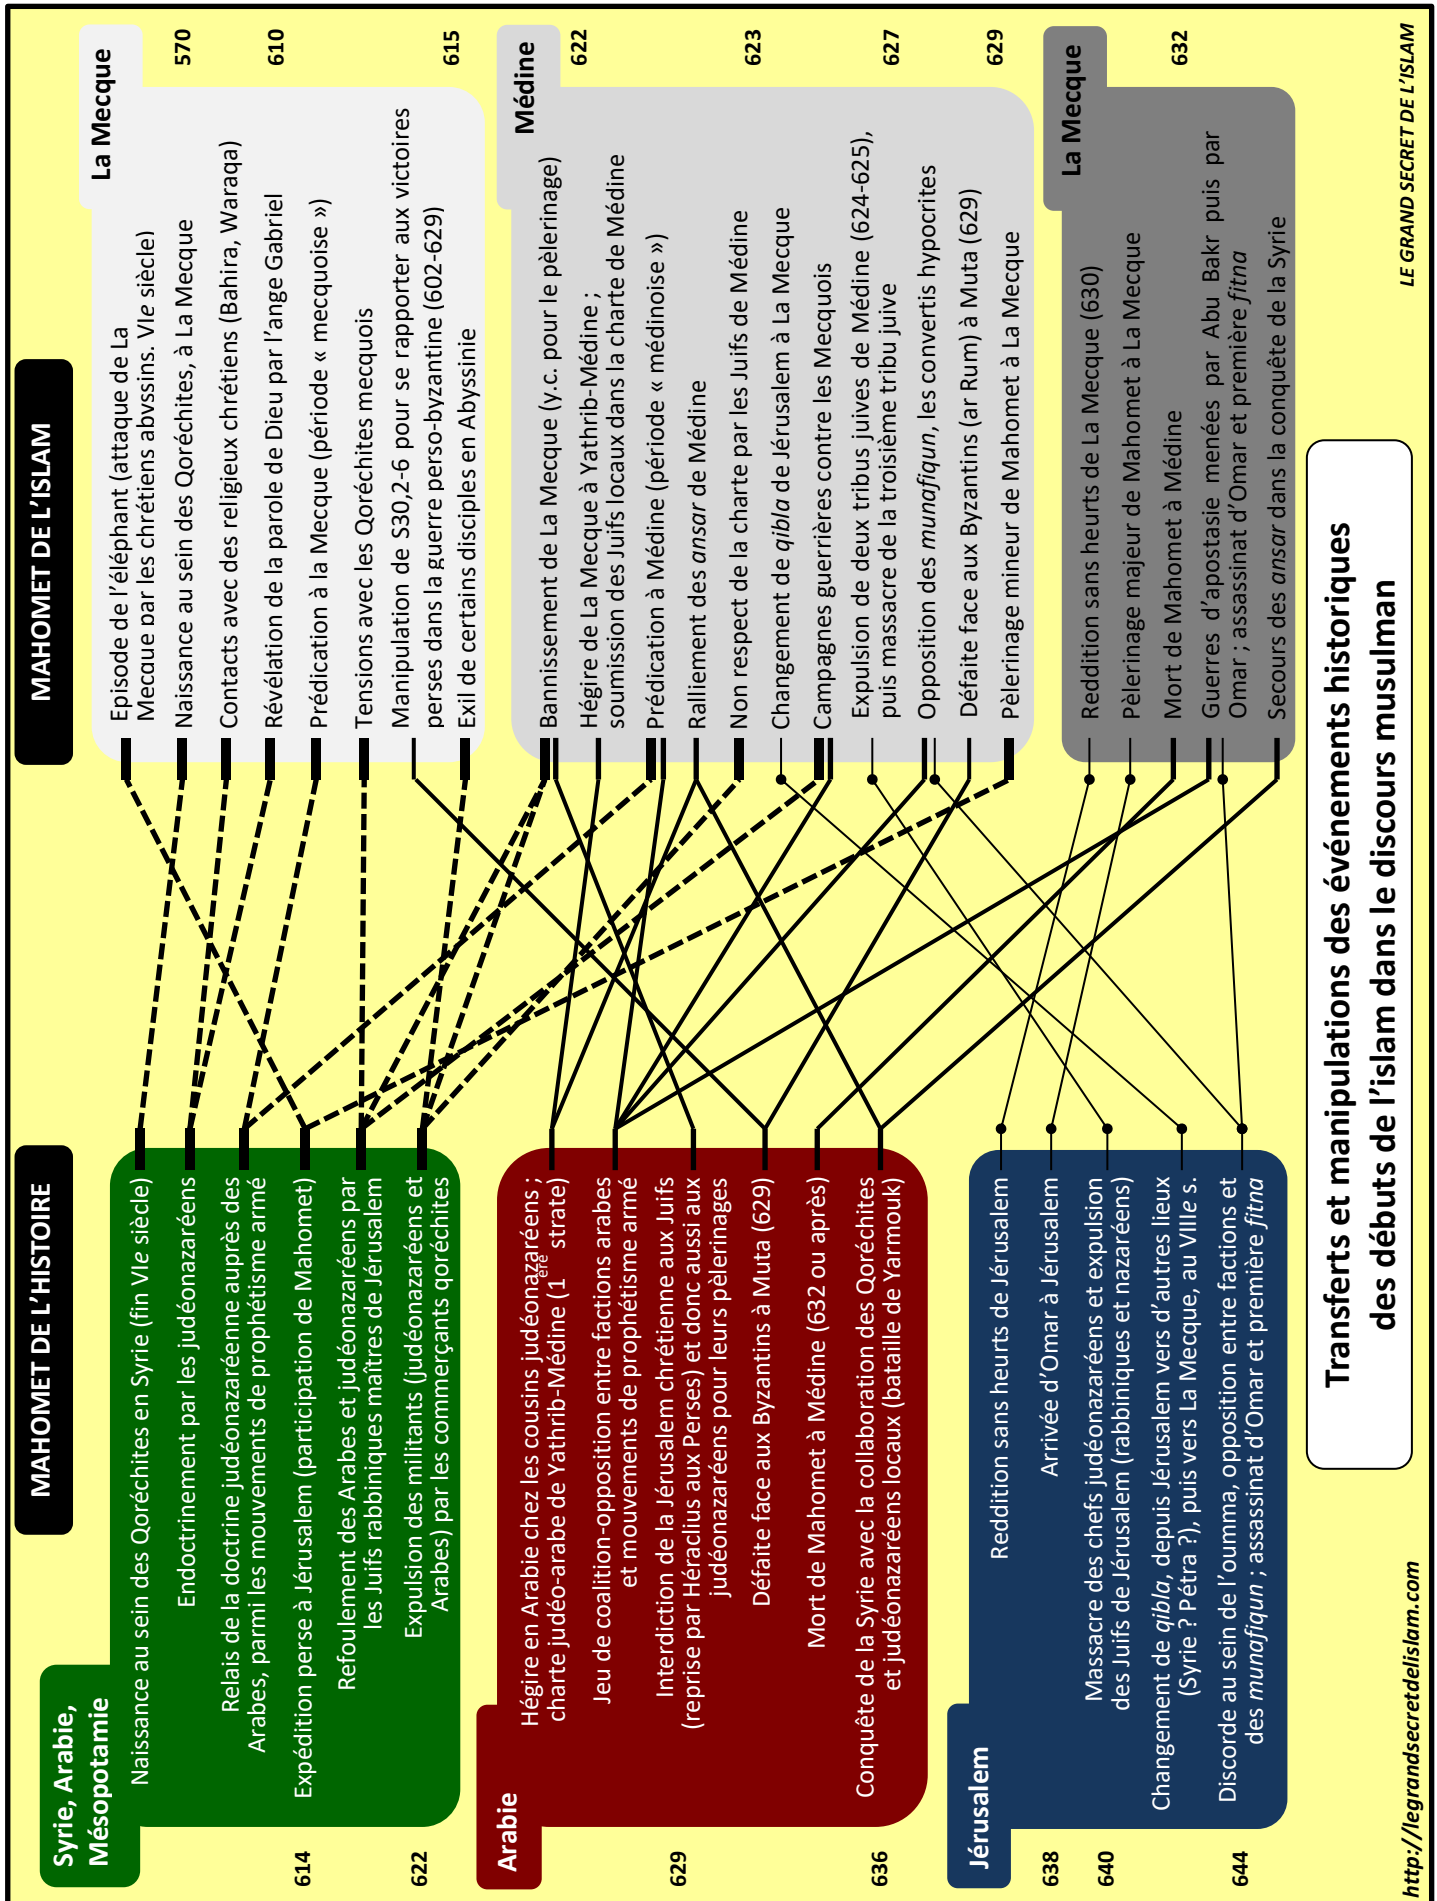 MAHOMET DE L’HISTOIRE
Syrie, Arabie,
Mésopotamie
Naissance au sein des Qoréchites en Syrie (fin VIe siècle)
Endoctrinement par les judéonazaréens
Relais de la doctrine judéonazaréenne auprès des
Arabes, parmi les mouvements de prophétisme armé
614
Expédition perse à Jérusalem (participation de Mahomet)
Refoulement des Arabes et judéonazaréens par
les Juifs rabbiniques maîtres de Jérusalem
622
Expulsion des militants (judéonazaréens et
Arabes) par les commerçants qoréchites
Arabie
Hégire en Arabie chez les cousins judéonazaréens ;
charte judéo-arabe de Yathrib-Médine (1ère strate)
Jeu de coalition-opposition entre factions arabes
et mouvements de prophétisme armé
629
Interdiction de la Jérusalem chrétienne aux Juifs
(reprise par Héraclius aux Perses) et donc aussi aux
judéonazaréens pour leurs pèlerinages
Défaite face aux Byzantins à Muta (629)
Mort de Mahomet à Médine (632 ou après)
636
Conquête de la Syrie avec la collaboration des Qoréchites
et judéonazaréens locaux (bataille de Yarmouk)
Jérusalem
Reddition sans heurts de Jérusalem
638
Arrivée d’Omar à Jérusalem
640
Massacre des chefs judéonazaréens et expulsion
des Juifs de Jérusalem (rabbiniques et nazaréens)
Changement de qibla, depuis Jérusalem vers d’autres lieux
(Syrie ? Pétra ?), puis vers La Mecque, au VIIIe s.
644
Discorde au sein de l’oumma, opposition entre factions et
des munafiqun ; assassinat d’Omar et première fitna
MAHOMET DE L’ISLAM
La Mecque
Episode de l’éléphant (attaque de La
Mecque par les chrétiens abyssins. VIe siècle)
Naissance au sein des Qoréchites, à La Mecque
570
Contacts avec des religieux chrétiens (Bahira, Waraqa)
Révélation de la parole de Dieu par l’ange Gabriel
610
Prédication à la Mecque (période « mecquoise »)
Tensions avec les Qoréchites mecquois
Manipulation de S30,2-6 pour se rapporter aux victoires
perses dans la guerre perso-byzantine (602-629)
Exil de certains disciples en Abyssinie
615
Médine
Bannissement de La Mecque (y.c. pour le pèlerinage)
Hégire de La Mecque à Yathrib-Médine ;
soumission des Juifs locaux dans la charte de Médine
622
Prédication à Médine (période « médinoise »)
Ralliement des ansar de Médine
Non respect de la charte par les Juifs de Médine
623
Changement de qibla de Jérusalem à La Mecque
Campagnes guerrières contre les Mecquois
Expulsion de deux tribus juives de Médine (624-625),
puis massacre de la troisième tribu juive
627
Opposition des munafiqun, les convertis hypocrites
Défaite face aux Byzantins (ar Rum) à Muta (629)
Pèlerinage mineur de Mahomet à La Mecque
629
La Mecque
Reddition sans heurts de La Mecque (630)
Pèlerinage majeur de Mahomet à La Mecque
Mort de Mahomet à Médine
632
Guerres d’apostasie menées par Abu Bakr puis par
Omar ; assassinat d’Omar et première fitna
Secours des ansar dans la conquête de la Syrie
Transferts et manipulations des événements historiques
des débuts de l’islam dans le discours musulman
http://legrandsecretdelislam.com
LE GRAND SECRET DE L’ISLAM